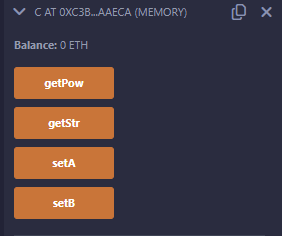 C AT 0XC3B...AAECA (MEMORY)
Balance: 0 ETH
getPow
getStr
setA
setB